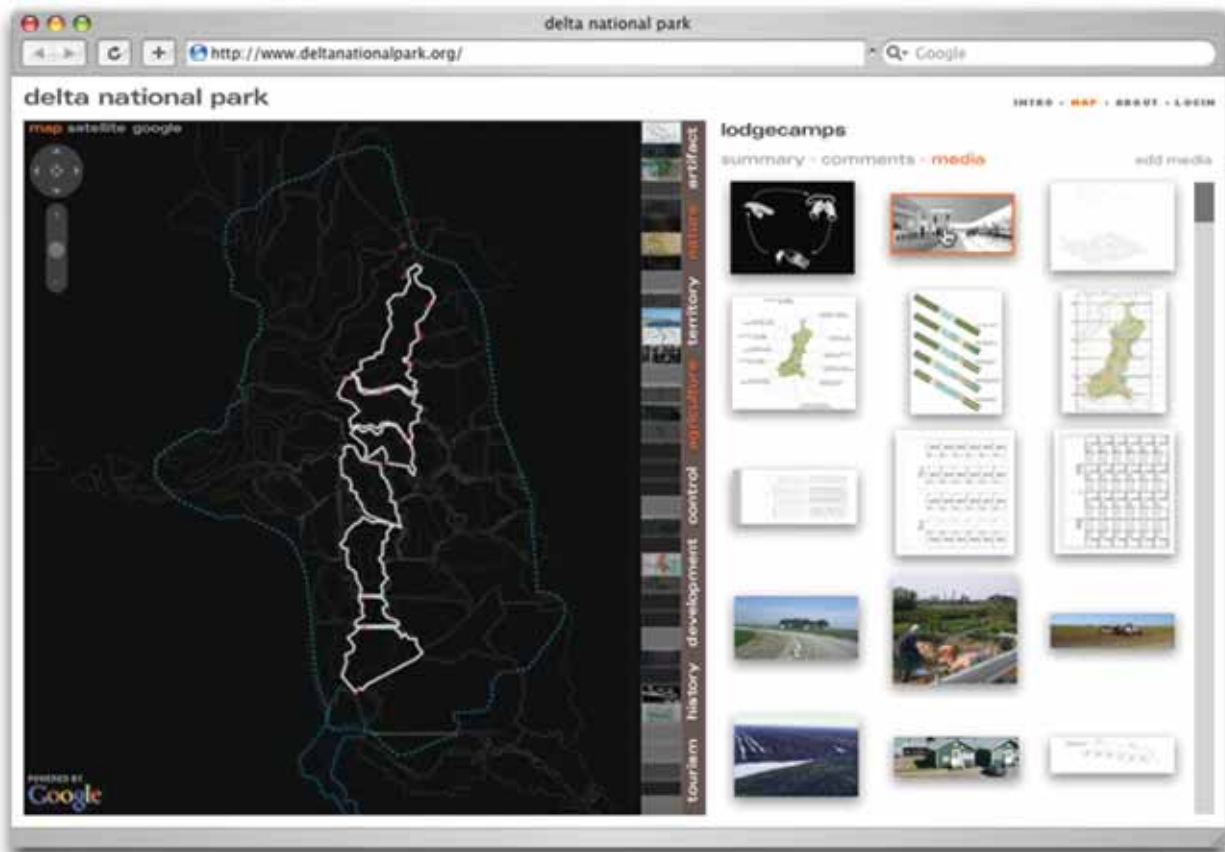 delta national park
http://www.deltanationalpark.org/
Google
delta national park
INTRO • MAP • ABOUT • LOGIN
map satellite google
lodgecamps
summary • comments • media
add media
artifact
nature
territory
agriculture
control
development
history
tourism
POWERED BY
Google